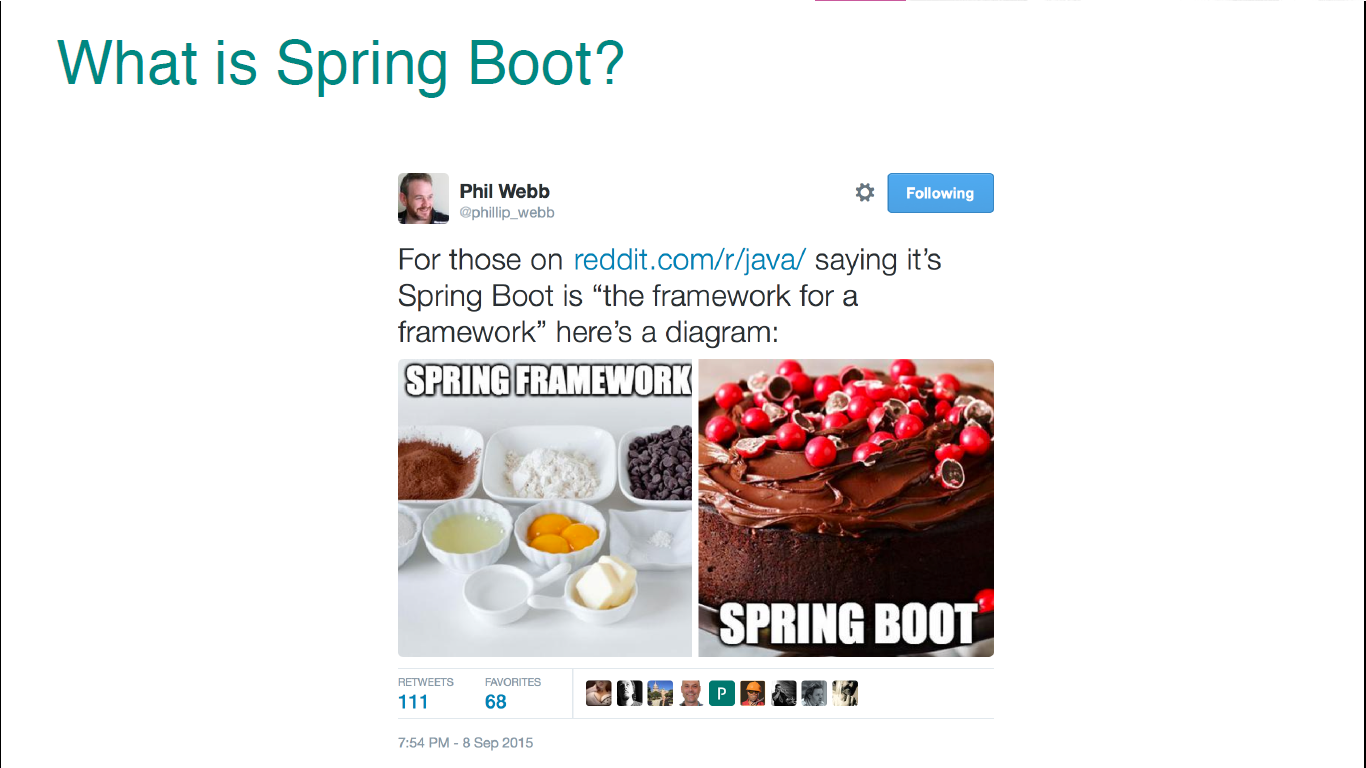 What is Spring Boot?
Phil Webb
@phillip_webb
Following
For those on reddit.com/r/java/ saying it’s
Spring Boot is “the framework for a
framework” here’s a diagram:
SPRING FRAMEWORK
SPRING BOOT
RETWEETS
111
FAVORITES
68
P
7:54 PM - 8 Sep 2015